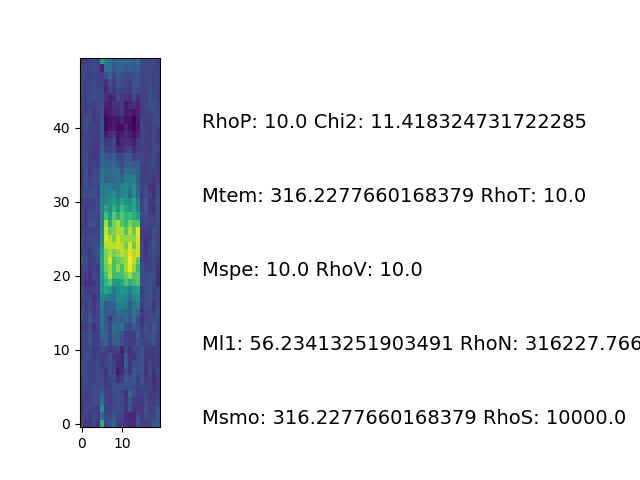 40
RhoP: 10.0 Chi2: 11.418324731722285
30
Mtem: 316.2277660168379 RhoT: 10.0
20
Mspe: 10.0 RhoV: 10.0
10
Ml1: 56.23413251903491 RhoN: 316227.766
0
Msmo: 316.2277660168379 RhoS: 10000.0
0 10